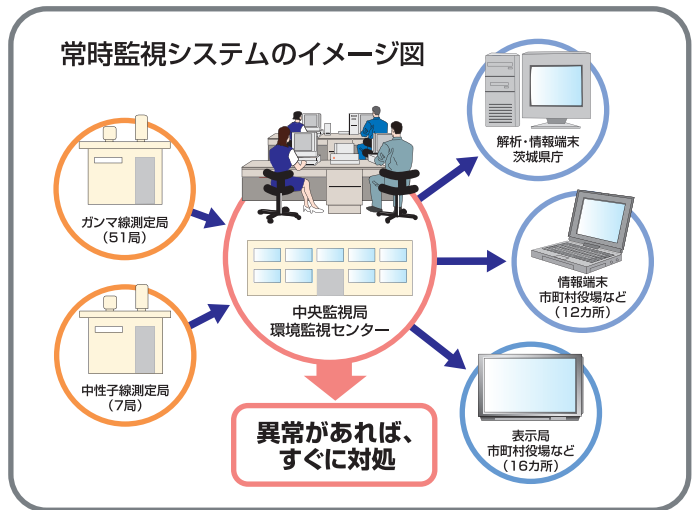 常時監視システムのイメージ図
ガンマ線測定局
（51局）
中性子線測定局
（7局）
中央監視局
環境監視センター
異常があれば、
すぐに対処
解析・情報端末
茨城県庁
情報端末
市町村役場など
（12カ所）
表示局
市町村役場など
（16カ所）